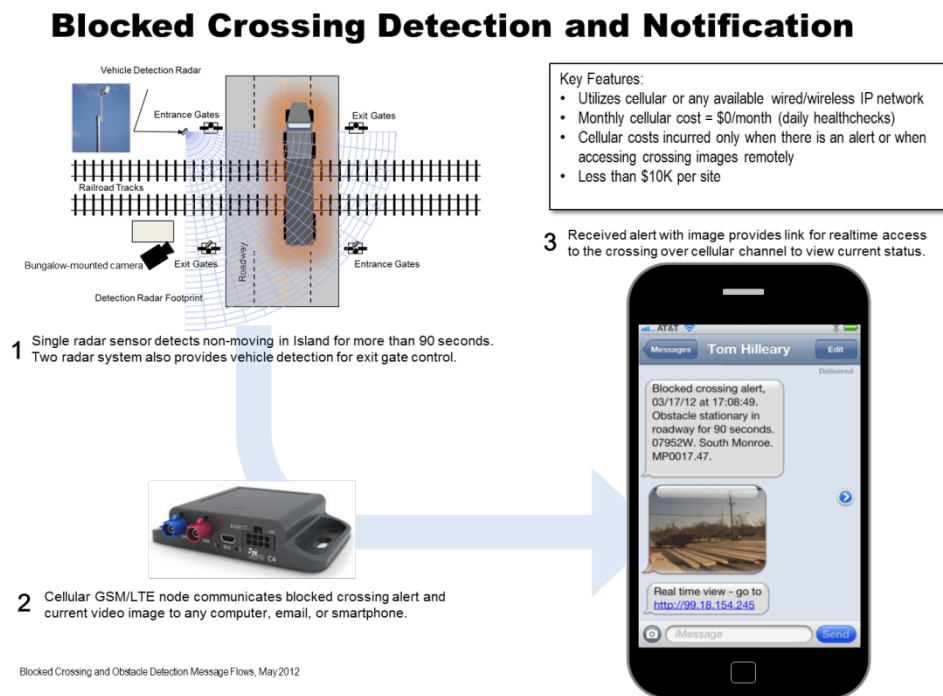 Blocked Crossing Detection and Notification
Vehicle Detection Radar
Entrance Gates
Exit Gates
Railroad Tracks
Roadway
Bungalow-mounted camera
Exit Gates
Entrance Gates
Detection Radar Footprint
Key Features:
• Utilizes cellular or any available wired/wireless IP network
• Monthly cellular cost = $0/month (daily healthchecks)
• Cellular costs incurred only when there is an alert or when
accessing crossing images remotely
• Less than $10K per site
1 Single radar sensor detects non-moving in Island for more than 90 seconds.
Two radar system also provides vehicle detection for exit gate control.
3 Received alert with image provides link for realtime access
to the crossing over cellular channel to view current status.
AT&T
Messages
Tom Hilleary
Edit
Delivered
Blocked crossing alert,
03/17/12 at 17:08:49.
Obstacle stationary in
roadway for 90 seconds.
07952W. South Monroe.
MP0017.47.
Real time view - go to
http://99.18.154.245
iMessage
Send
C4
2 Cellular GSM/LTE node communicates blocked crossing alert and
current video image to any computer, email, or smartphone.
Blocked Crossing and Obstacle Detection Message Flows, May 2012